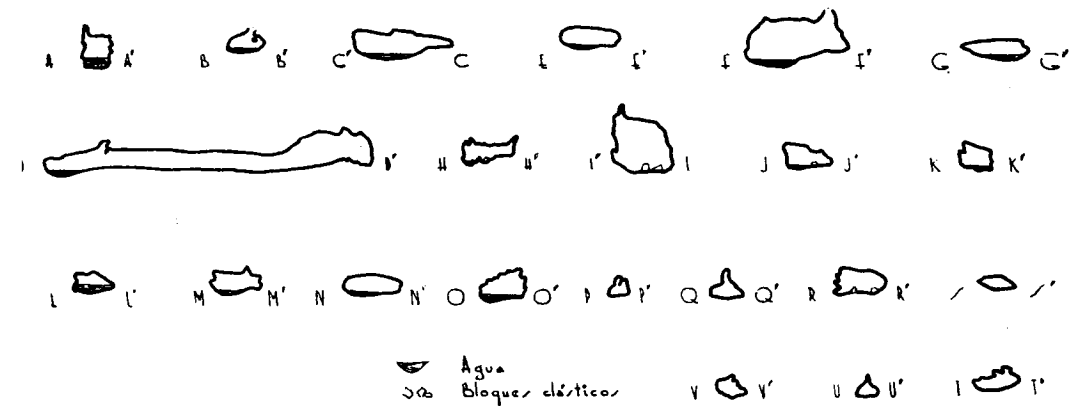 A A' B B' C' C E E' F F' G G'
D D' H H' I' I J J' K K'
L L' M M' N N' O O' P P' Q Q' R R' S S'
Agua
Bloques clásticos V V' U U' T T'